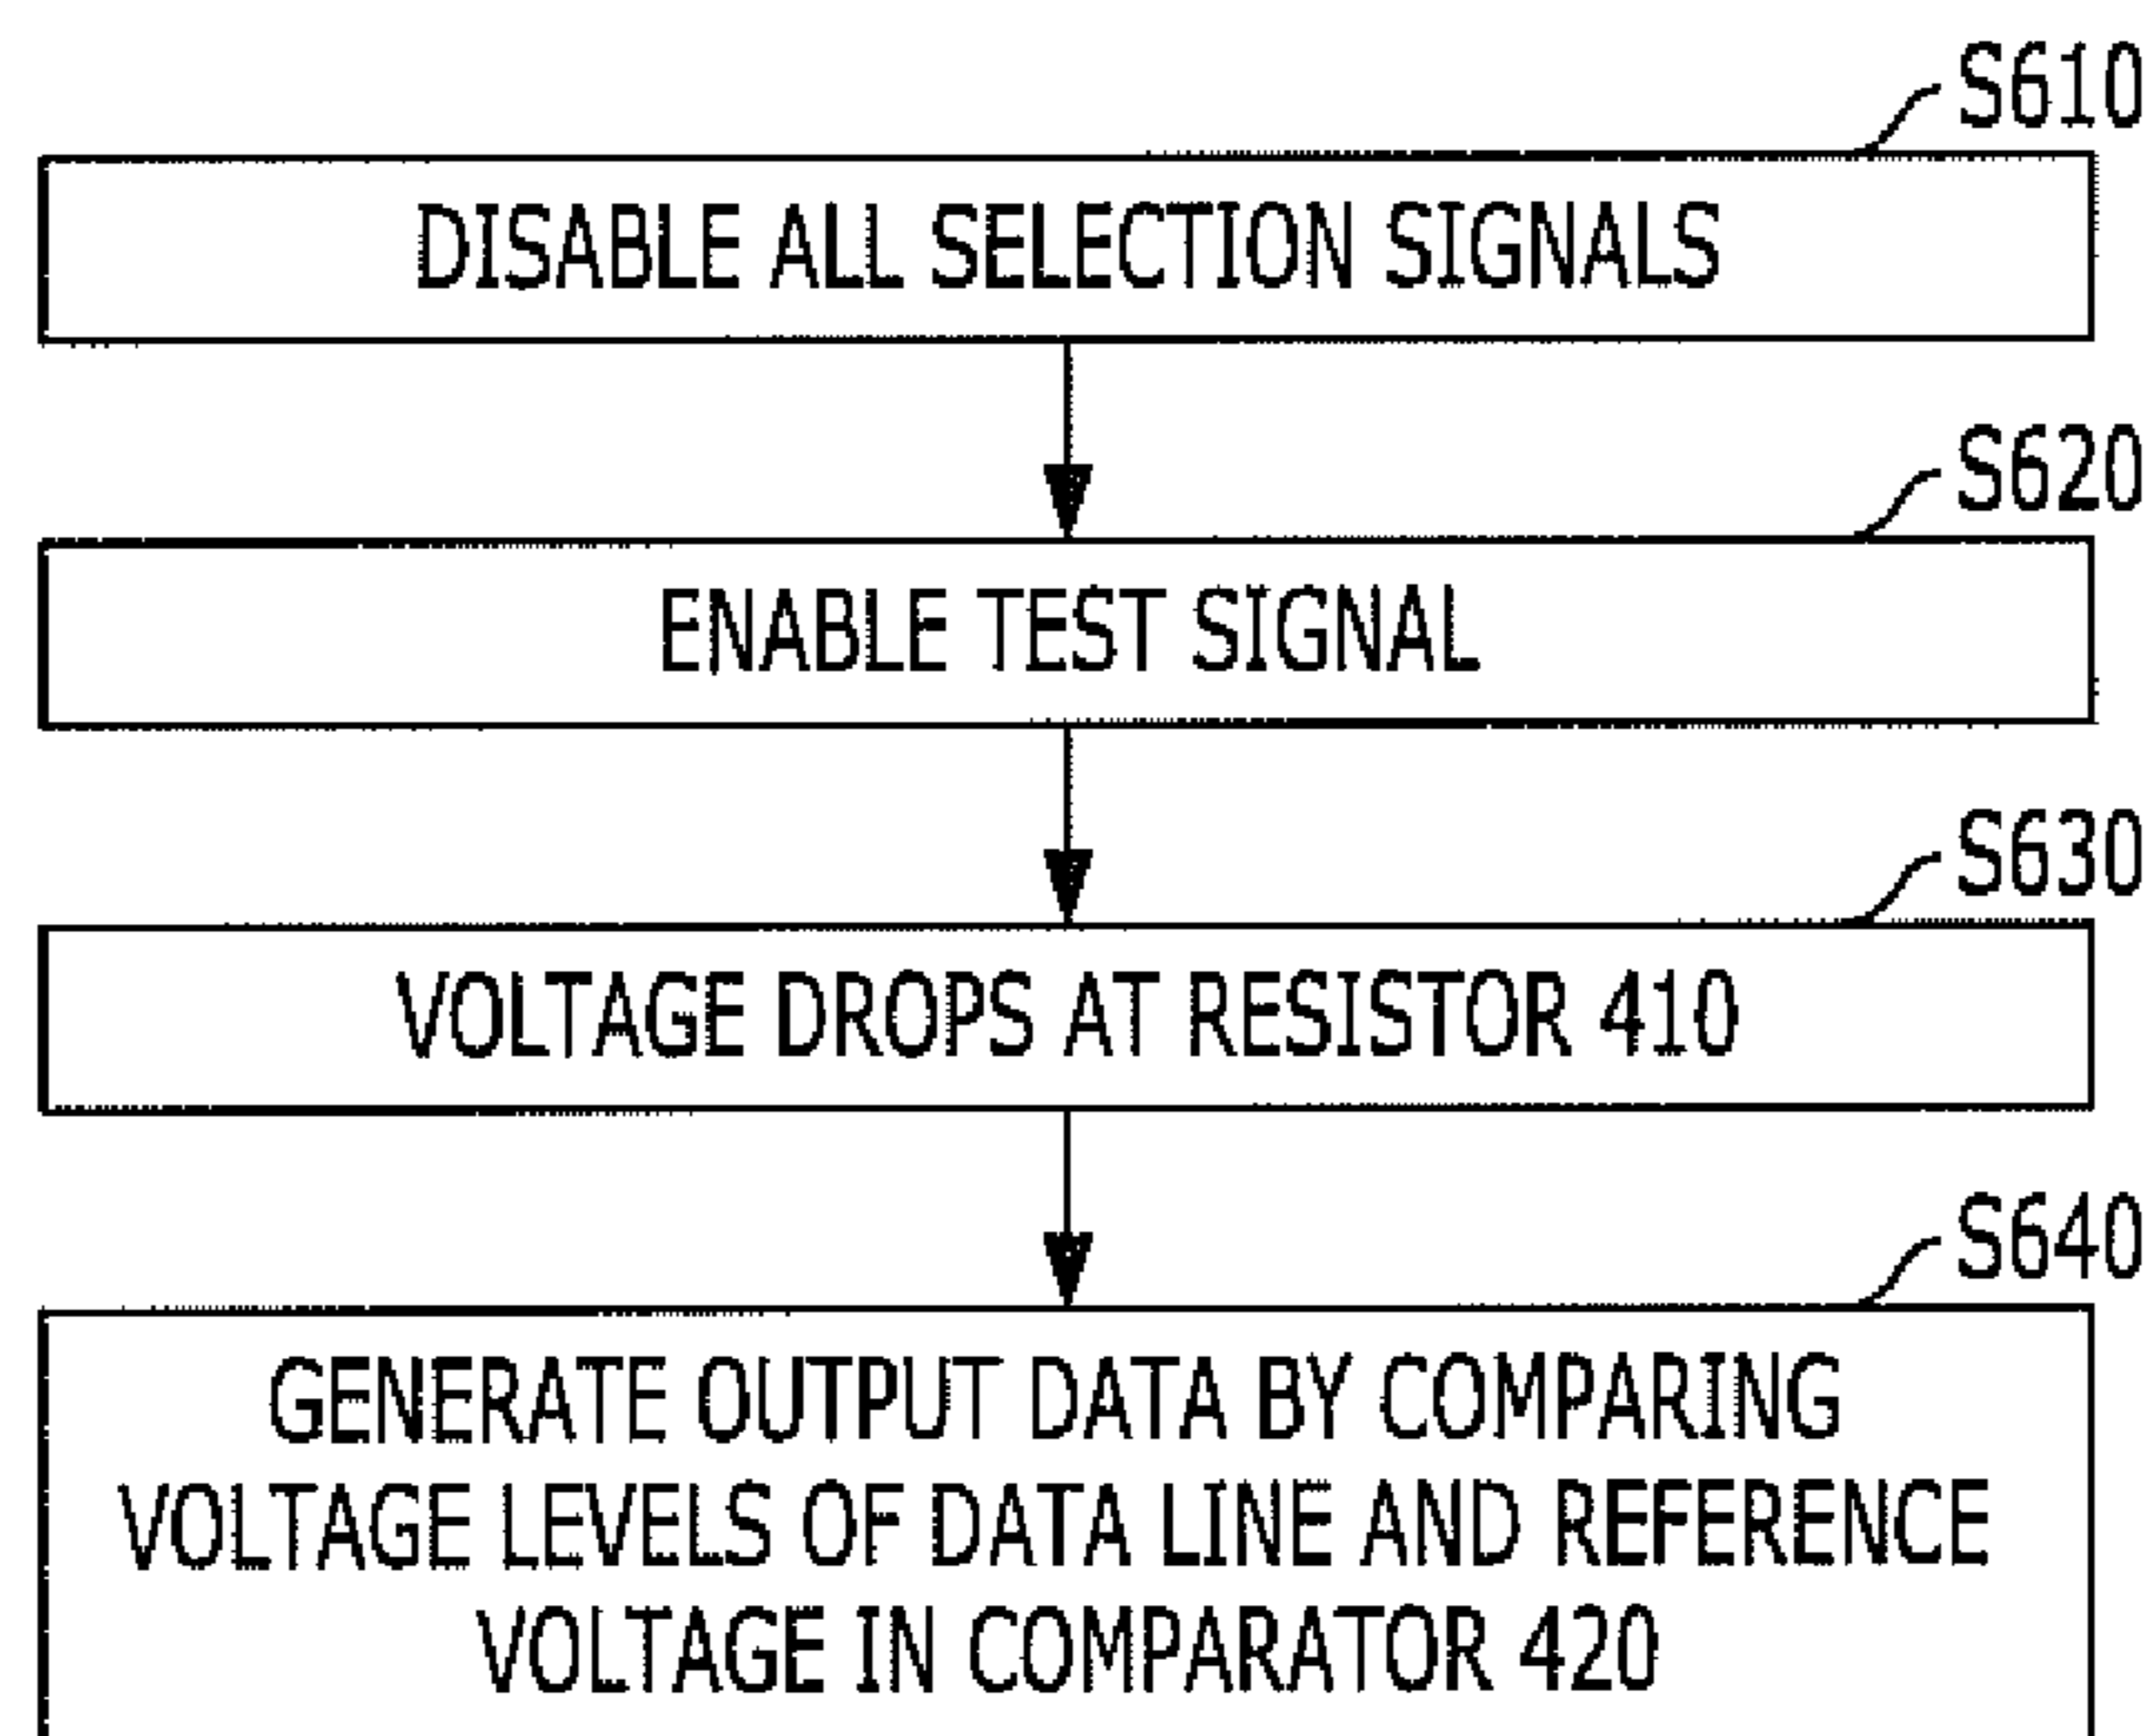 S610
DISABLE ALL SELECTION SIGNALS
S620
ENABLE TEST SIGNAL
S630
VOLTAGE DROPS AT RESISTOR 410
S640
GENERATE OUTPUT DATA BY COMPARING
VOLTAGE LEVELS OF DATA LINE AND REFERENCE
VOLTAGE IN COMPARATOR 420